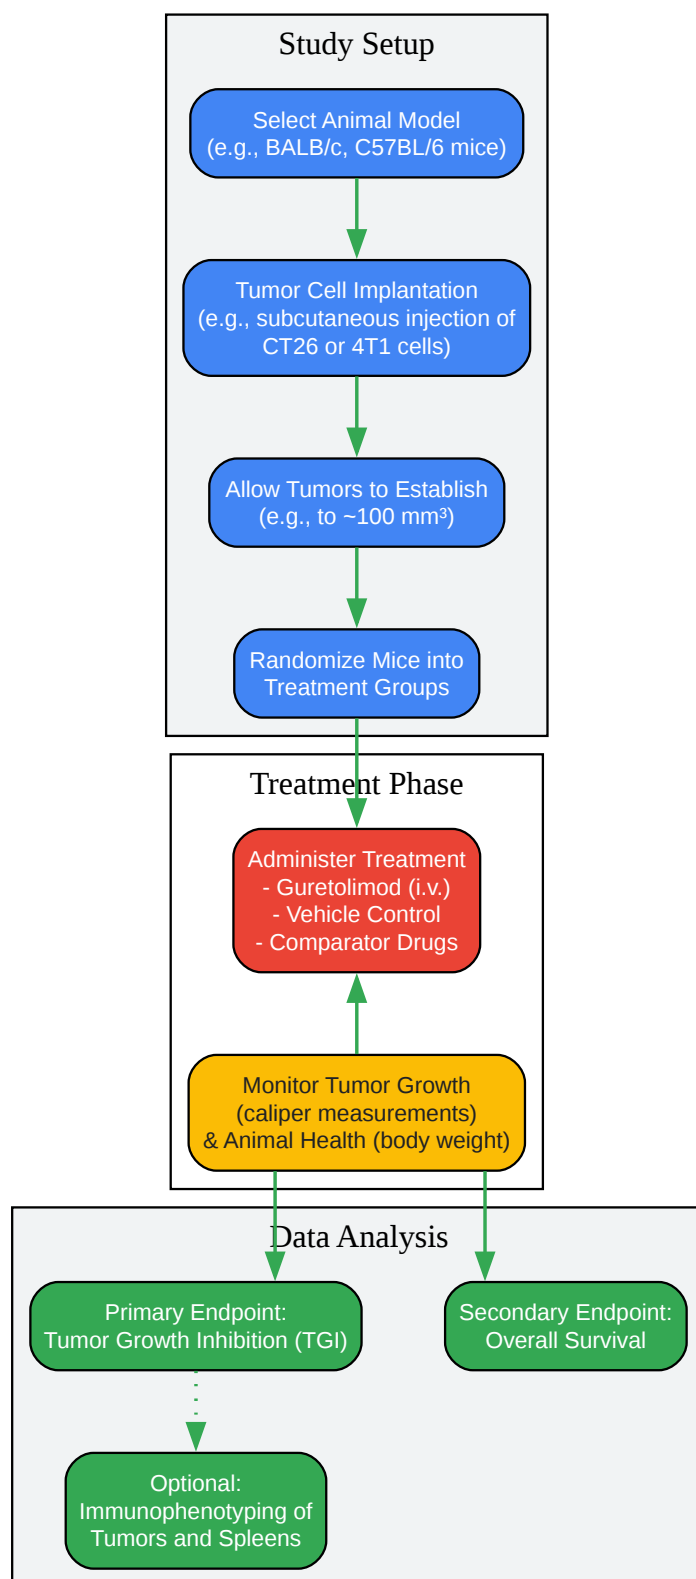 Study Setup
Select Animal Model
(e.g., BALB/c, C57BL/6 mice)
Tumor Cell Implantation
(e.g., subcutaneous injection of
CT26 or 4T1 cells)
Allow Tumors to Establish
(e.g., to ~100 mm³)
Randomize Mice into
Treatment Groups
Treatment Phase
Administer Treatment
- Guretolimod (i.v.)
- Vehicle Control
- Comparator Drugs
Monitor Tumor Growth
(caliper measurements)
& Animal Health (body weight)
Data Analysis
Primary Endpoint:
Tumor Growth Inhibition (TGI)
Secondary Endpoint:
Overall Survival
Optional:
Immunophenotyping of
Tumors and Spleens